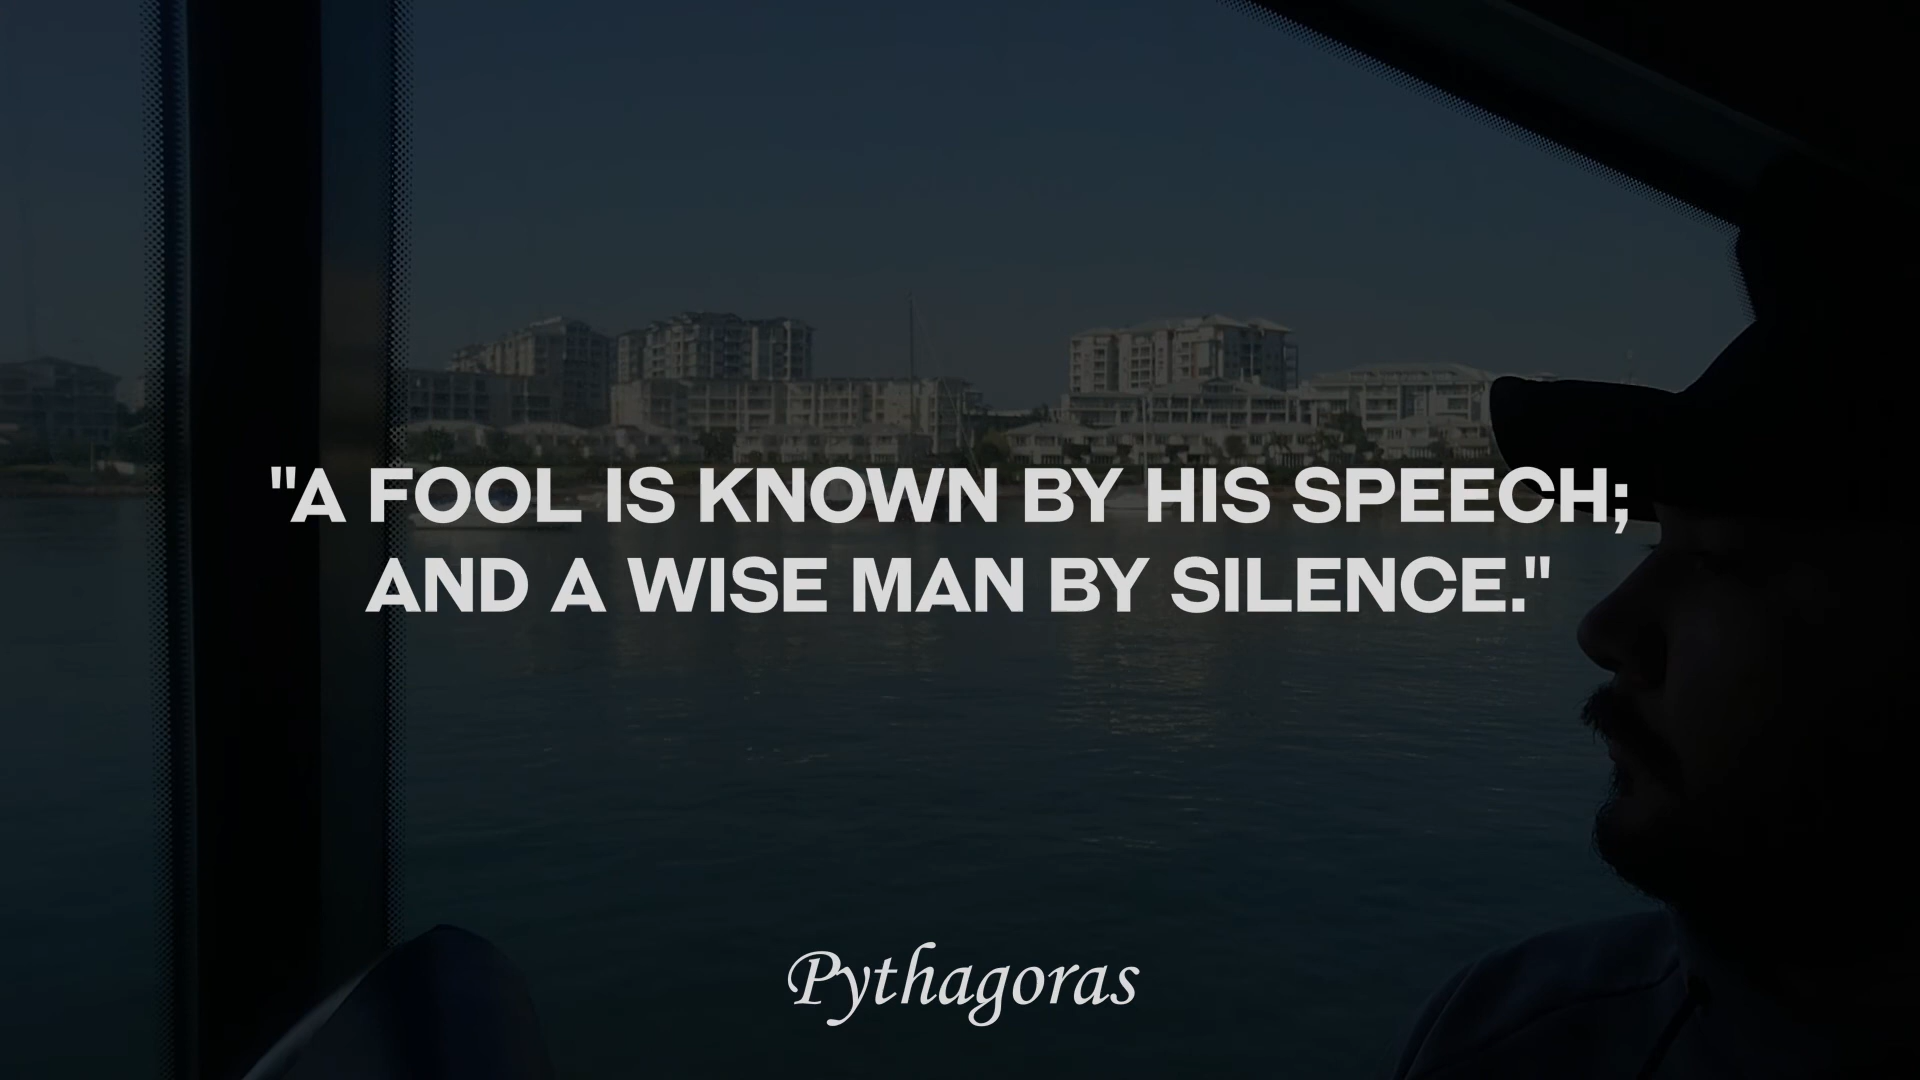 "A FOOL IS KNOWN BY HIS SPEECH;
AND A WISE MAN BY SILENCE."
Pythagoras